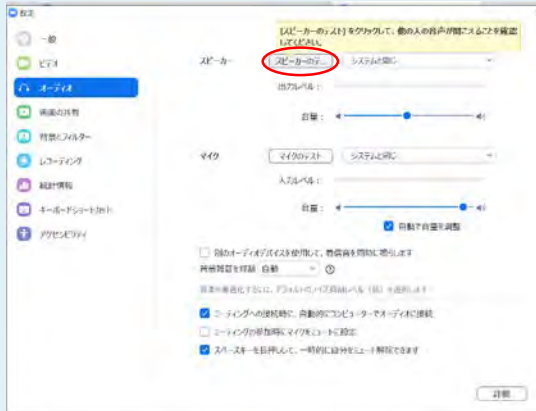 設定
一般
ビデオ
オーディオ
画面の共有
背景とフィルター
レコーディング
統計情報
キーボードショートカット
アクセシビリティ
[スピーカーのテスト] をクリックして、他の人の音声が聞こえることを確認
してください。
スピーカー
スピーカーのテ...
システムと同じ
出力レベル：
音量：
マイク
マイクのテスト
システムと同じ
入力レベル：
音量：
自動で音量を調整
別のオーディオデバイスを使用して、着信音を同時に鳴らします
背景雑音を抑制 自動
ミーティングへの接続時に、自動的にコンピューターでオーディオに接続
ミーティングの参加時にマイクをミュートに設定
スペースキーを長押しして、一時的に自分をミュート解除できます
詳細